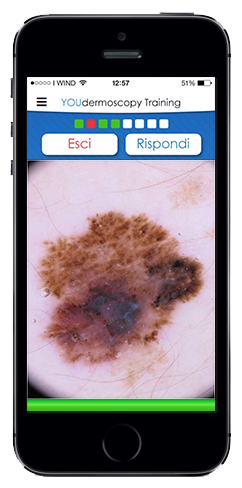 ●○○○○ I WIND 12:57 51%
YOUdermoscopy Training
Esci Rispondi